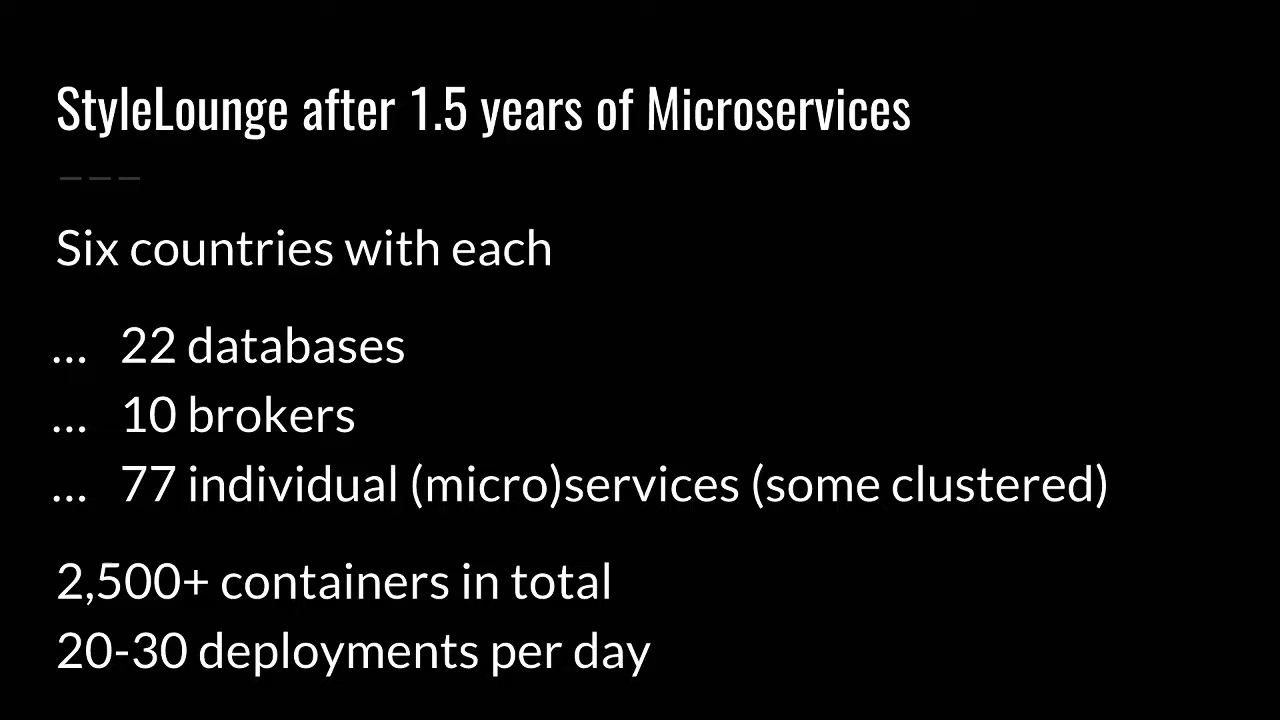 StyleLounge after 1.5 years of Microservices
Six countries with each
... 22 databases
... 10 brokers
... 77 individual (micro)services (some clustered)
2,500+ containers in total
20-30 deployments per day